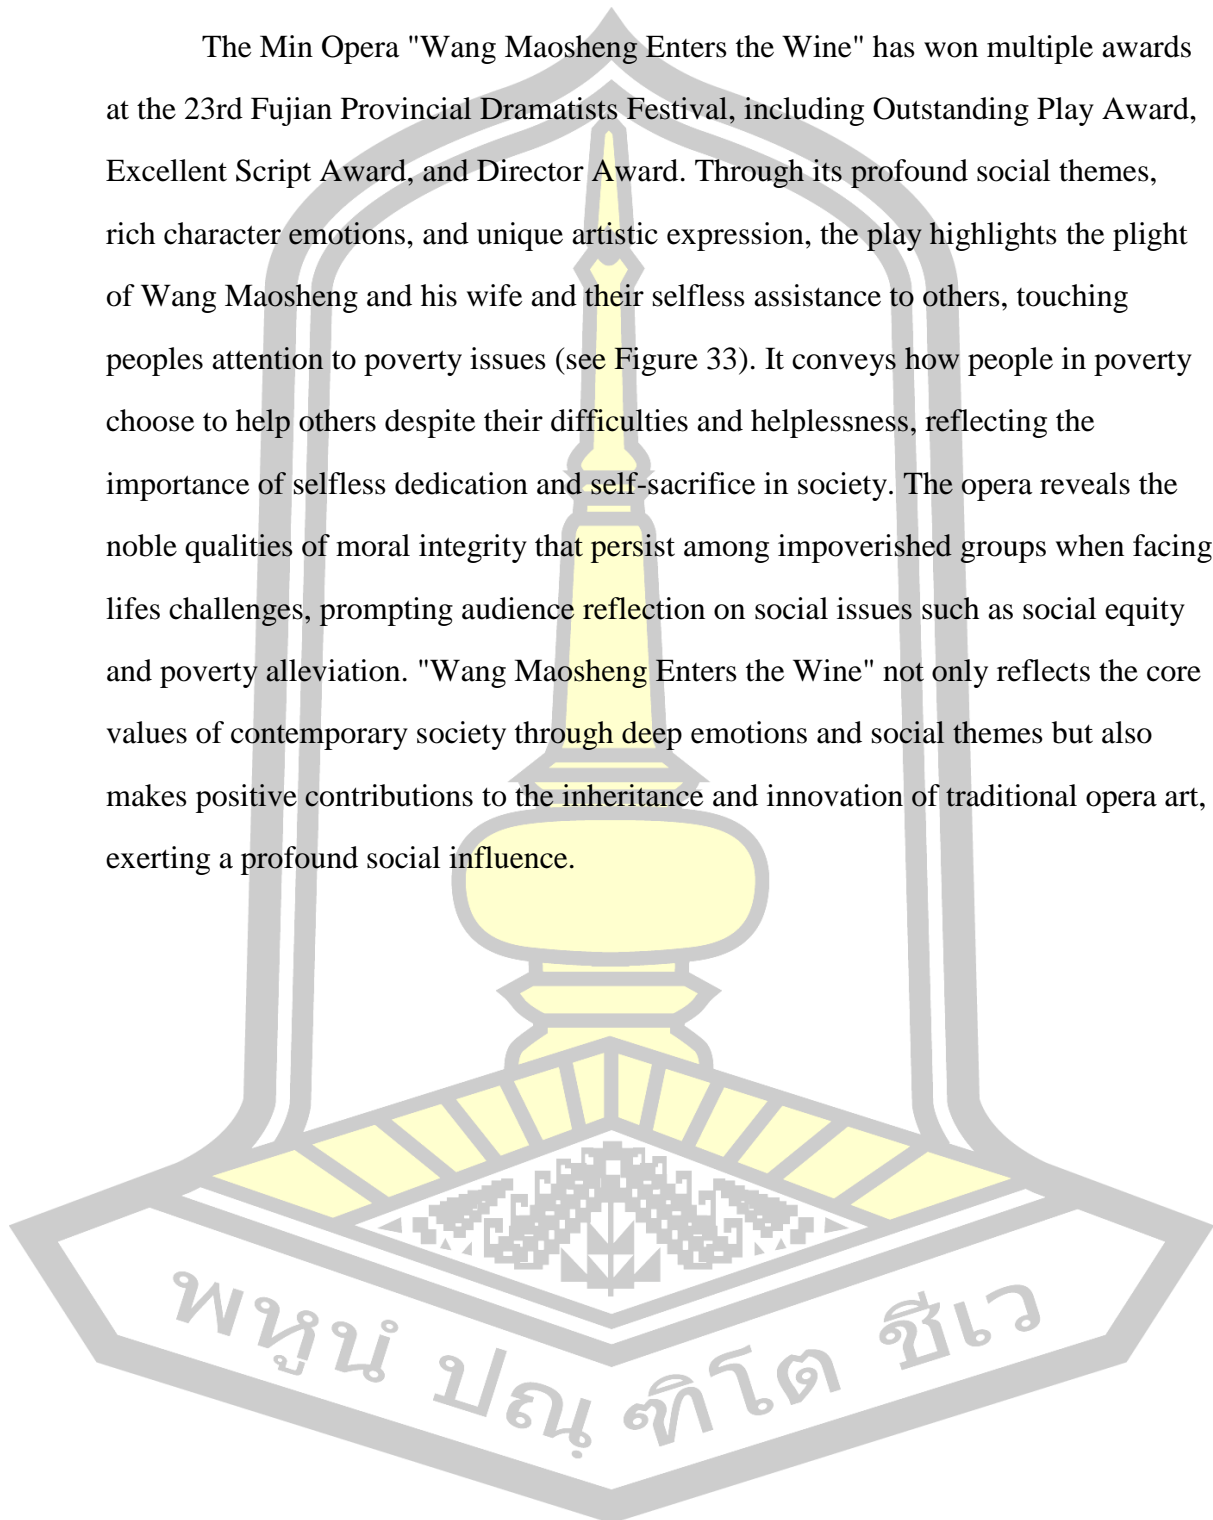 The Min Opera "Wang Maosheng Enters the Wine" has won multiple awards
at the 23rd Fujian Provincial Dramatists Festival, including Outstanding Play Award,
Excellent Script Award, and Director Award. Through its profound social themes,
rich character emotions, and unique artistic expression, the play highlights the plight
of Wang Maosheng and his wife and their selfless assistance to others, touching
peoples attention to poverty issues (see Figure 33). It conveys how people in poverty
choose to help others despite their difficulties and helplessness, reflecting the
importance of selfless dedication and self-sacrifice in society. The opera reveals the
noble qualities of moral integrity that persist among impoverished groups when facing
lifes challenges, prompting audience reflection on social issues such as social equity
and poverty alleviation. "Wang Maosheng Enters the Wine" not only reflects the core
values of contemporary society through deep emotions and social themes but also
makes positive contributions to the inheritance and innovation of traditional opera art,
exerting a profound social influence.
พหูนํ ปณฺ ฑิโต ชีเว